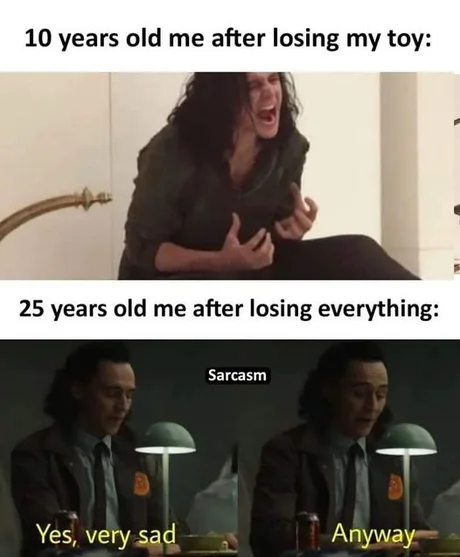 10 years old me after losing my toy:
25 years old me after losing everything:
Sarcasm
Yes, very sad
Anyway